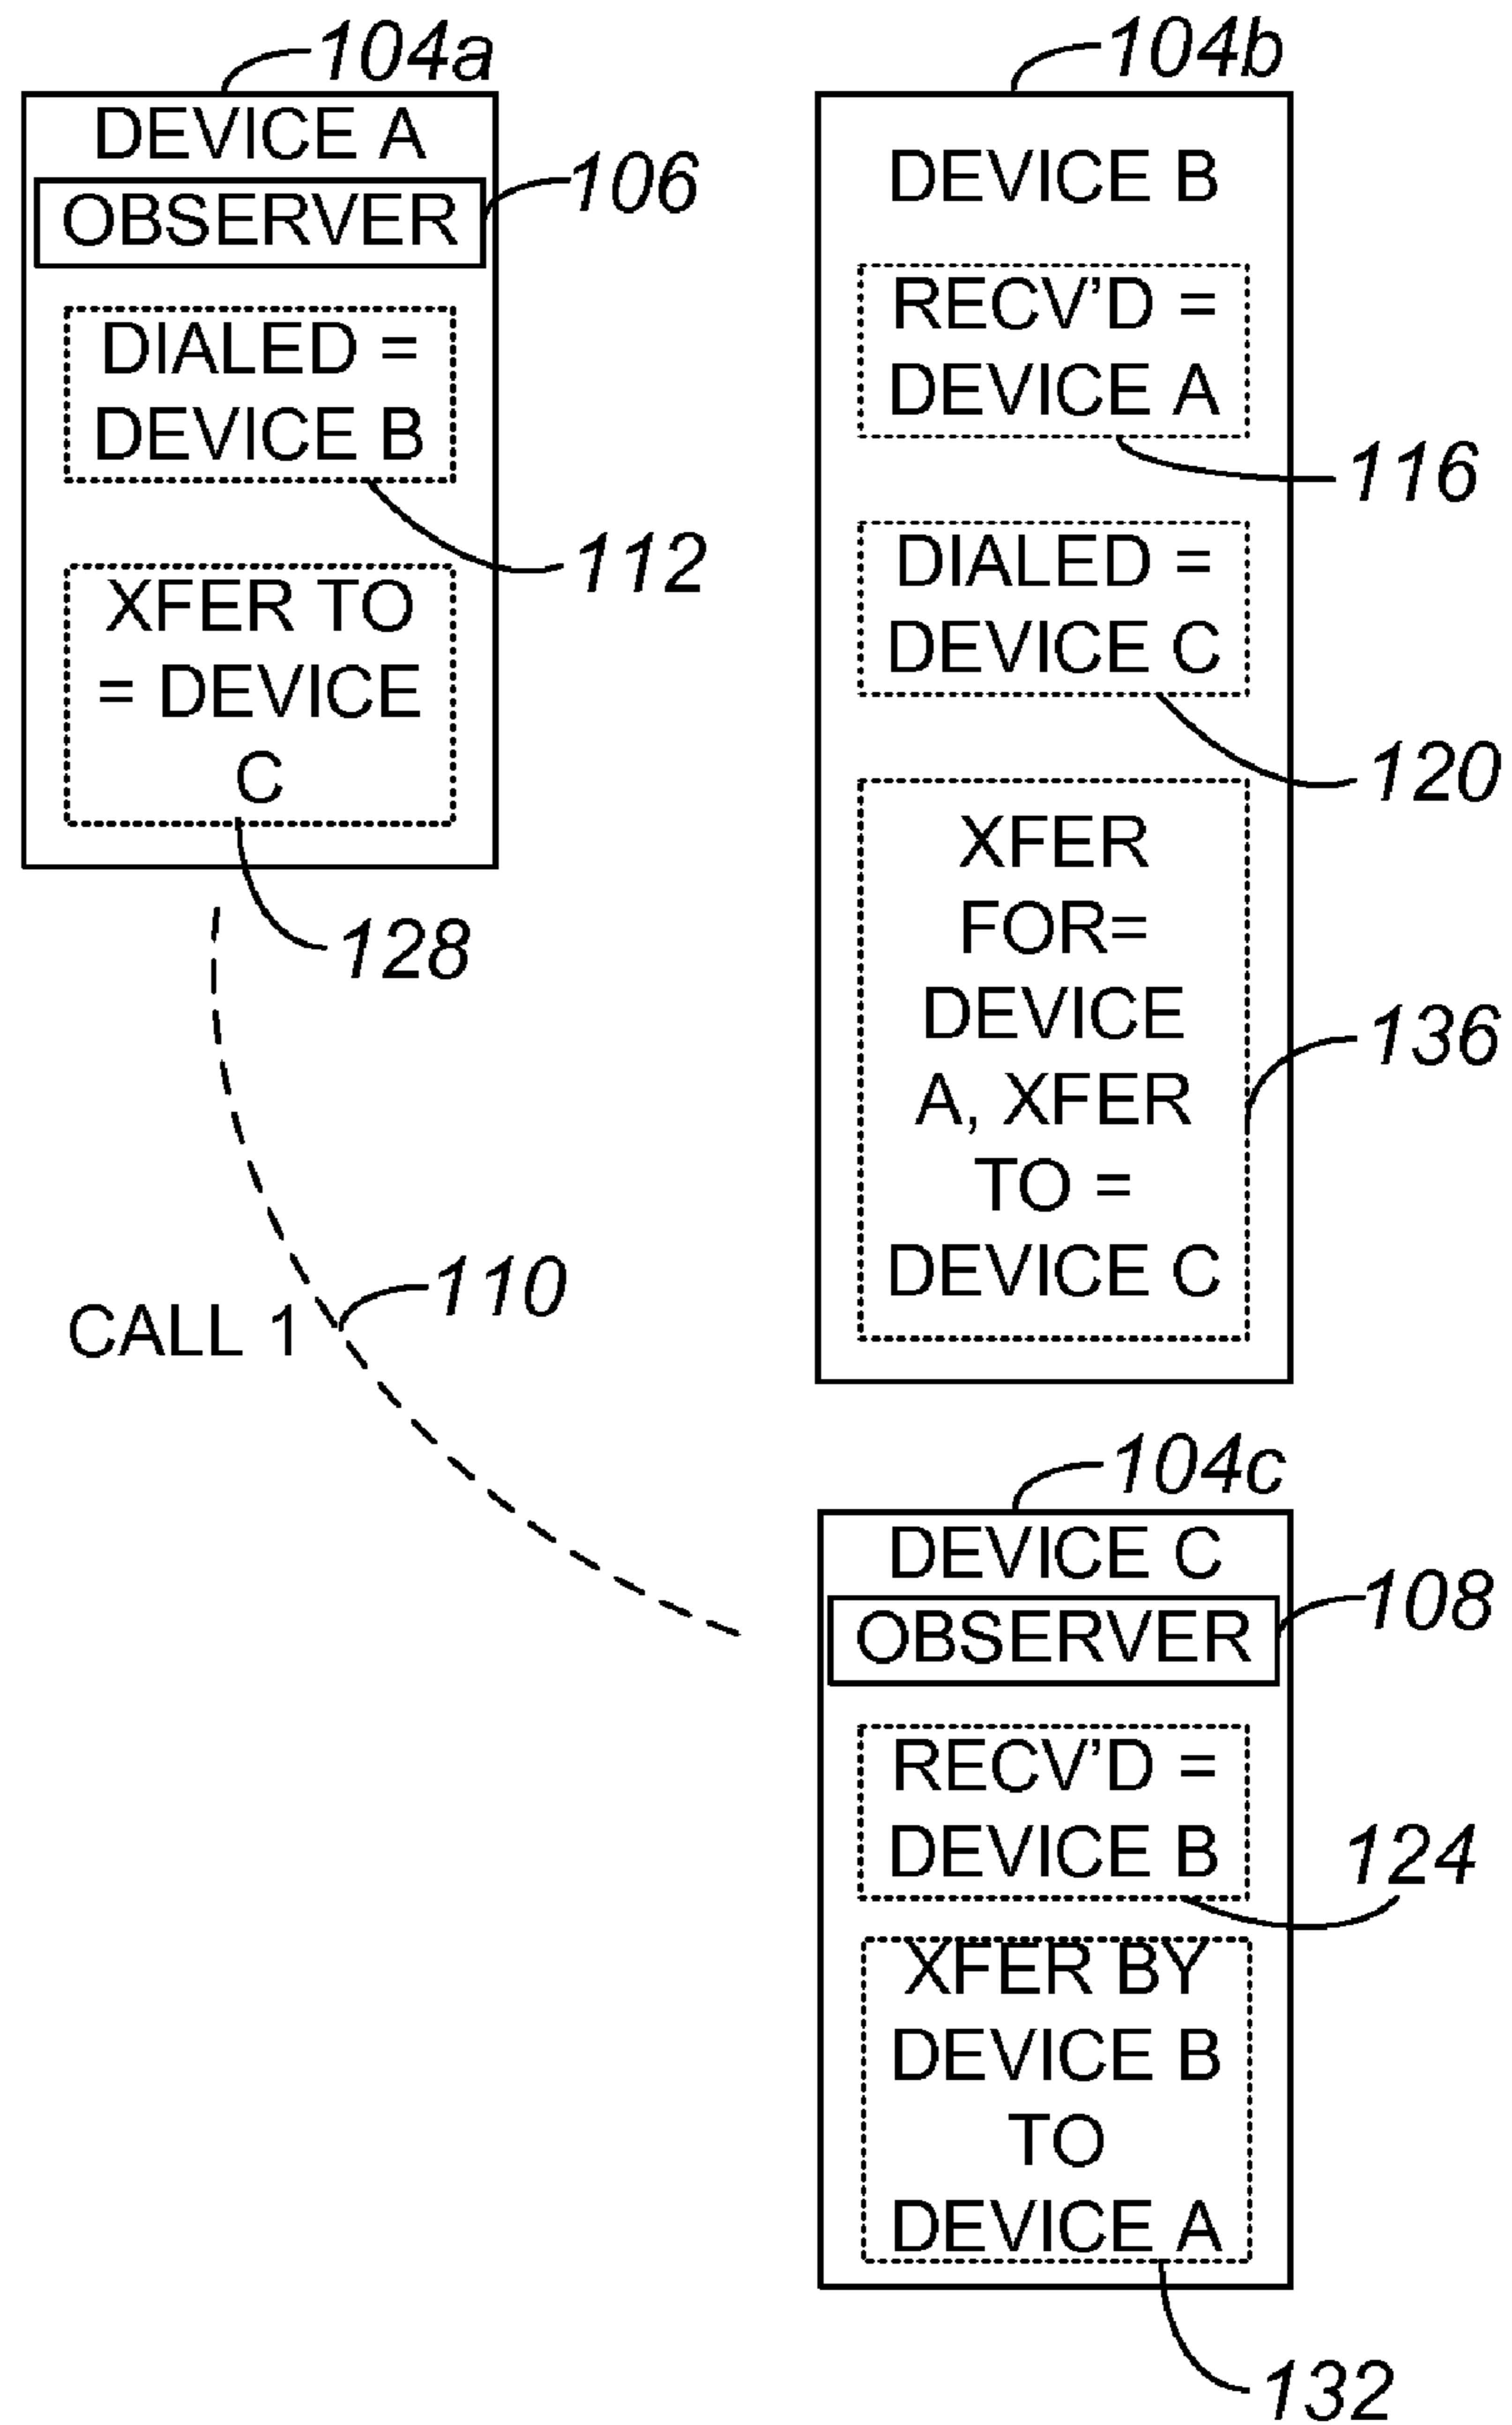 104a
DEVICE A
OBSERVER
106
DIALED =
DEVICE B
112
XFER TO
= DEVICE
C
128
104b
DEVICE B
RECV'D =
DEVICE A
116
DIALED =
DEVICE C
120
XFER
FOR=
DEVICE
A, XFER
TO =
DEVICE C
136
CALL 1
110
104c
DEVICE C
OBSERVER
108
RECV'D =
DEVICE B
124
XFER BY
DEVICE B
TO
DEVICE A
132